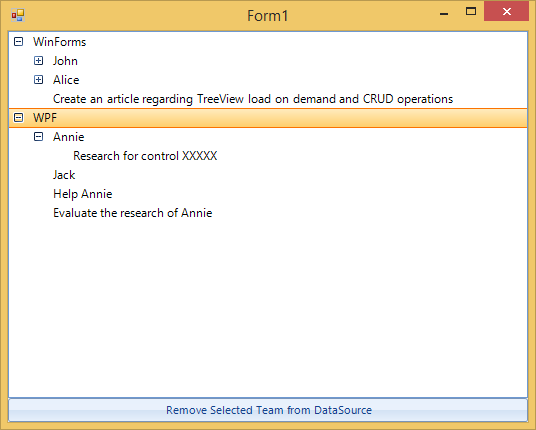 Form1
WinForms
John
Alice
Create an article regarding TreeView load on demand and CRUD operations
WPF
Annie
Research for control XXXXX
Jack
Help Annie
Evaluate the research of Annie
Remove Selected Team from DataSource